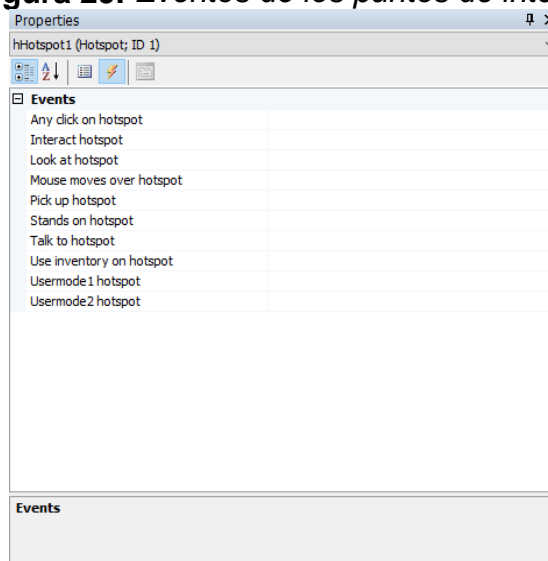 gura 23: Eventos de los puntos de inte
Properties
hHotspot1 (Hotspot; ID 1)
Events
Any click on hotspot
Interact hotspot
Look at hotspot
Mouse moves over hotspot
Pick up hotspot
Stands on hotspot
Talk to hotspot
Use inventory on hotspot
Usermode1 hotspot
Usermode2 hotspot
Events